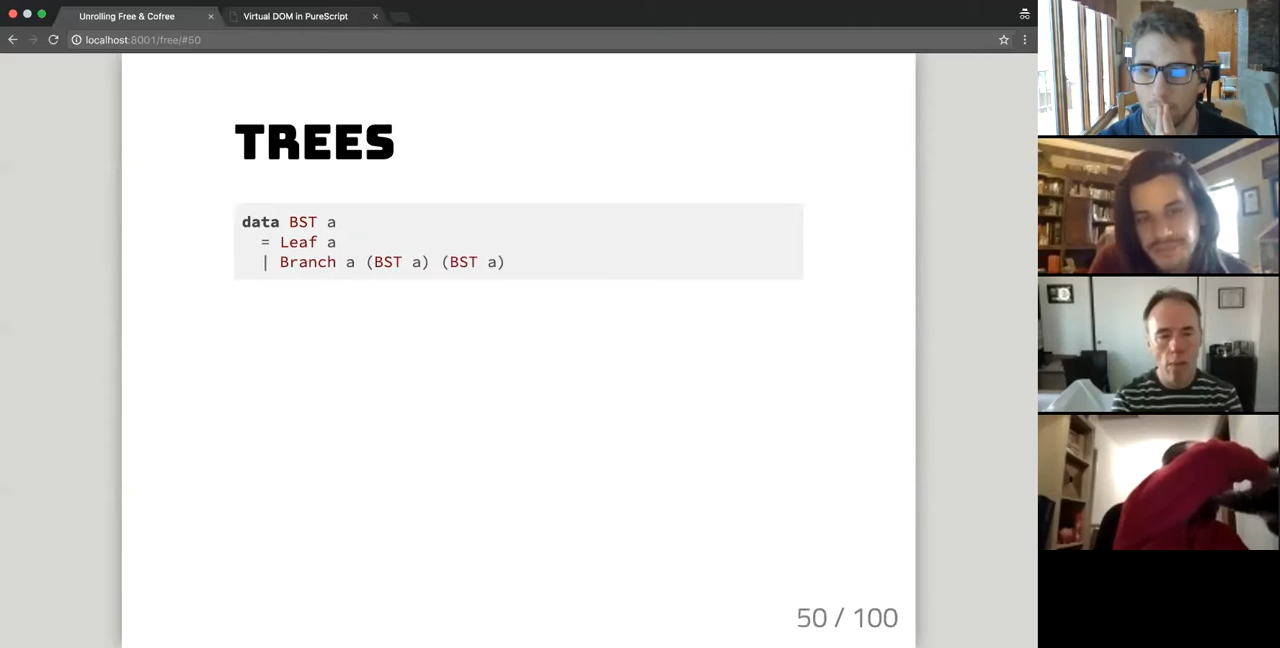 Unrolling Free & Cofree
Virtual DOM in PureScript
localhost:8001/free/#50
TREES
data BST a
= Leaf a
| Branch a (BST a) (BST a)
50 / 100